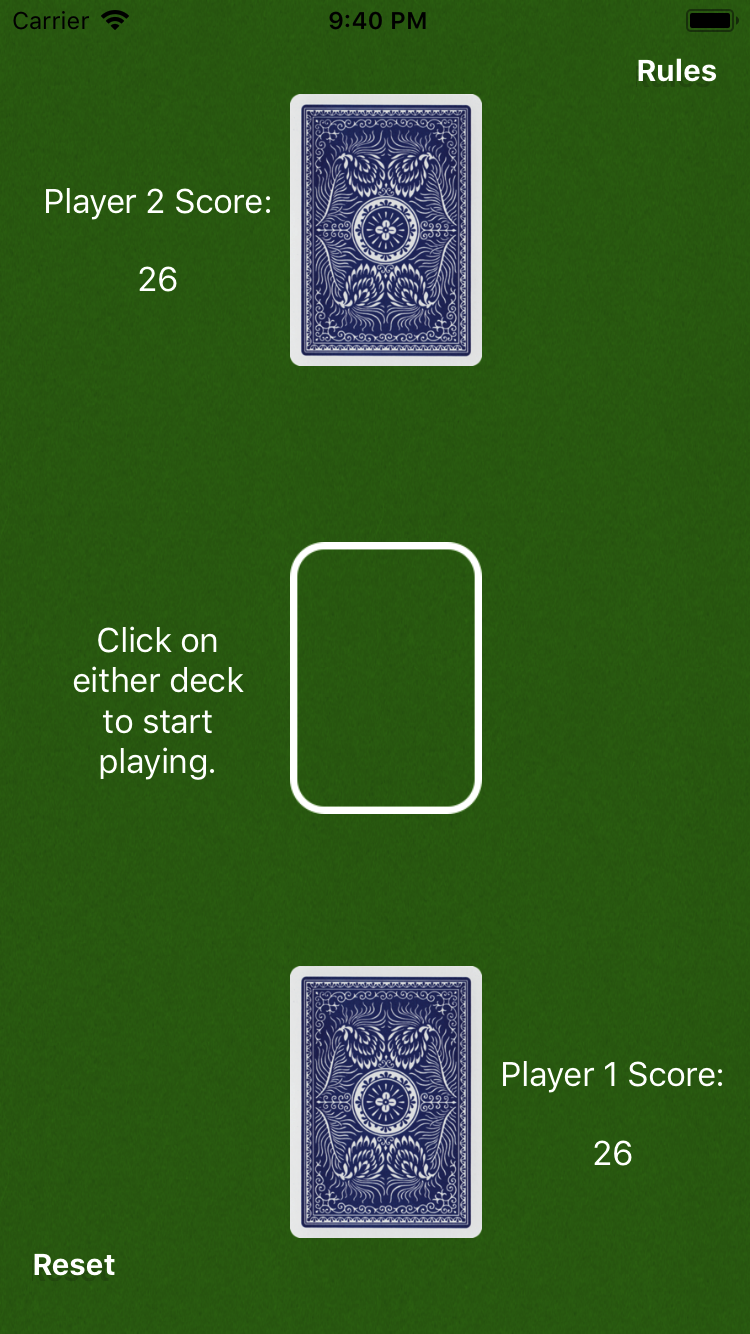 Carrier
9:40 PM
Rules
Player 2 Score:
26
Click on
either deck
to start
playing.
Player 1 Score:
26
Reset